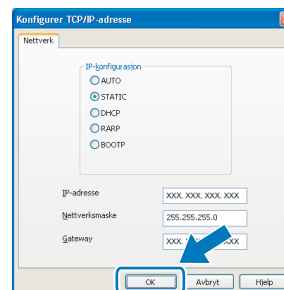 Konfigurer TCP/IP-adresse
Nettverk
IP-konfigurasjon
AUTO
STATIC
DHCP
RARP
BOOTP
IP-adresse XXX. XXX. XXX. XXX
Nettverksmaske 255.255.255.0
Gateway XXX. XXX
OK Avbryt Hjelp